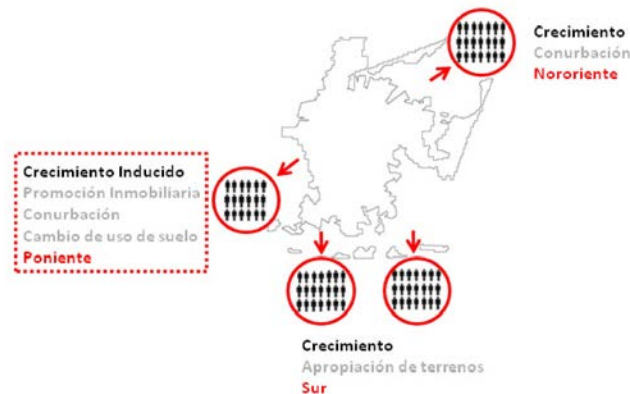 Crecimiento
Conurbación
Nororiente
Crecimiento Inducido
Promoción Inmobiliaria
Conurbación
Cambio de uso de suelo
Poniente
Crecimiento
Apropiación de terrenos
Sur